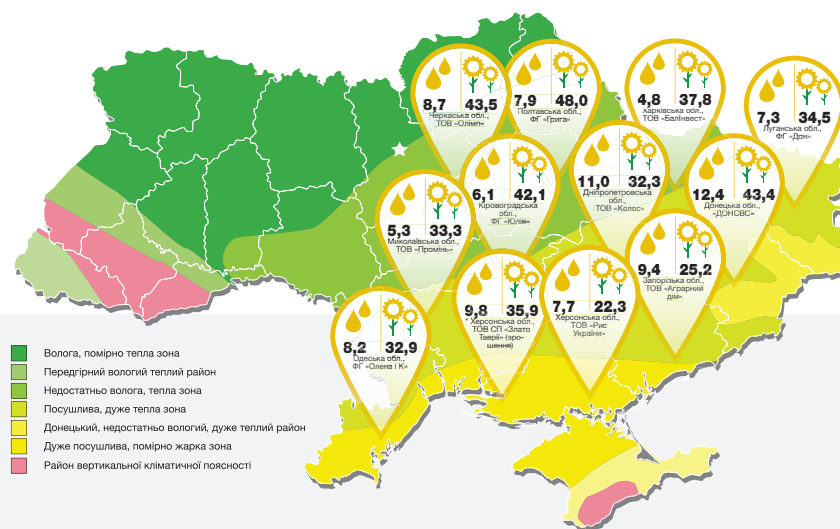 8,7 43,5
Черкаська обл.,
ТОВ «Олімп»
7,9 48,0
Полтавська обл.,
ФГ «Грига»
4,8 37,8
Харківська обл.,
ТОВ «БалІнвест»
7,3 34,5
Луганська обл.,
ФГ «Дон»
6,1 42,1
Кіровоградська
обл.,
ФГ «Юлія»
11,0 32,3
Дніпропетровська
обл.,
ТОВ «Колос»
12,4 43,4
Донецька обл.,
«ДОНСВС»
5,3 33,3
Миколаївська обл.,
ТОВ «Промінь»
9,4 25,2
Запорізька обл.,
ТОВ «Аграрний
дім»
9,8 35,9
* Херсонська обл.,
ТОВ СП «Злато
Таврії» (зро-
шення)
7,7 22,3
Херсонська обл.,
ТОВ «Рис
України»
8,2 32,9
Одеська обл.,
ФГ «Олена і К»
Волога, помірно тепла зона
Передгірний вологий теплий район
Недостатньо волога, тепла зона
Посушлива, дуже тепла зона
Донецький, недостатньо вологий, дуже теплий район
Дуже посушлива, помірно жарка зона
Район вертикальної кліматичної поясності